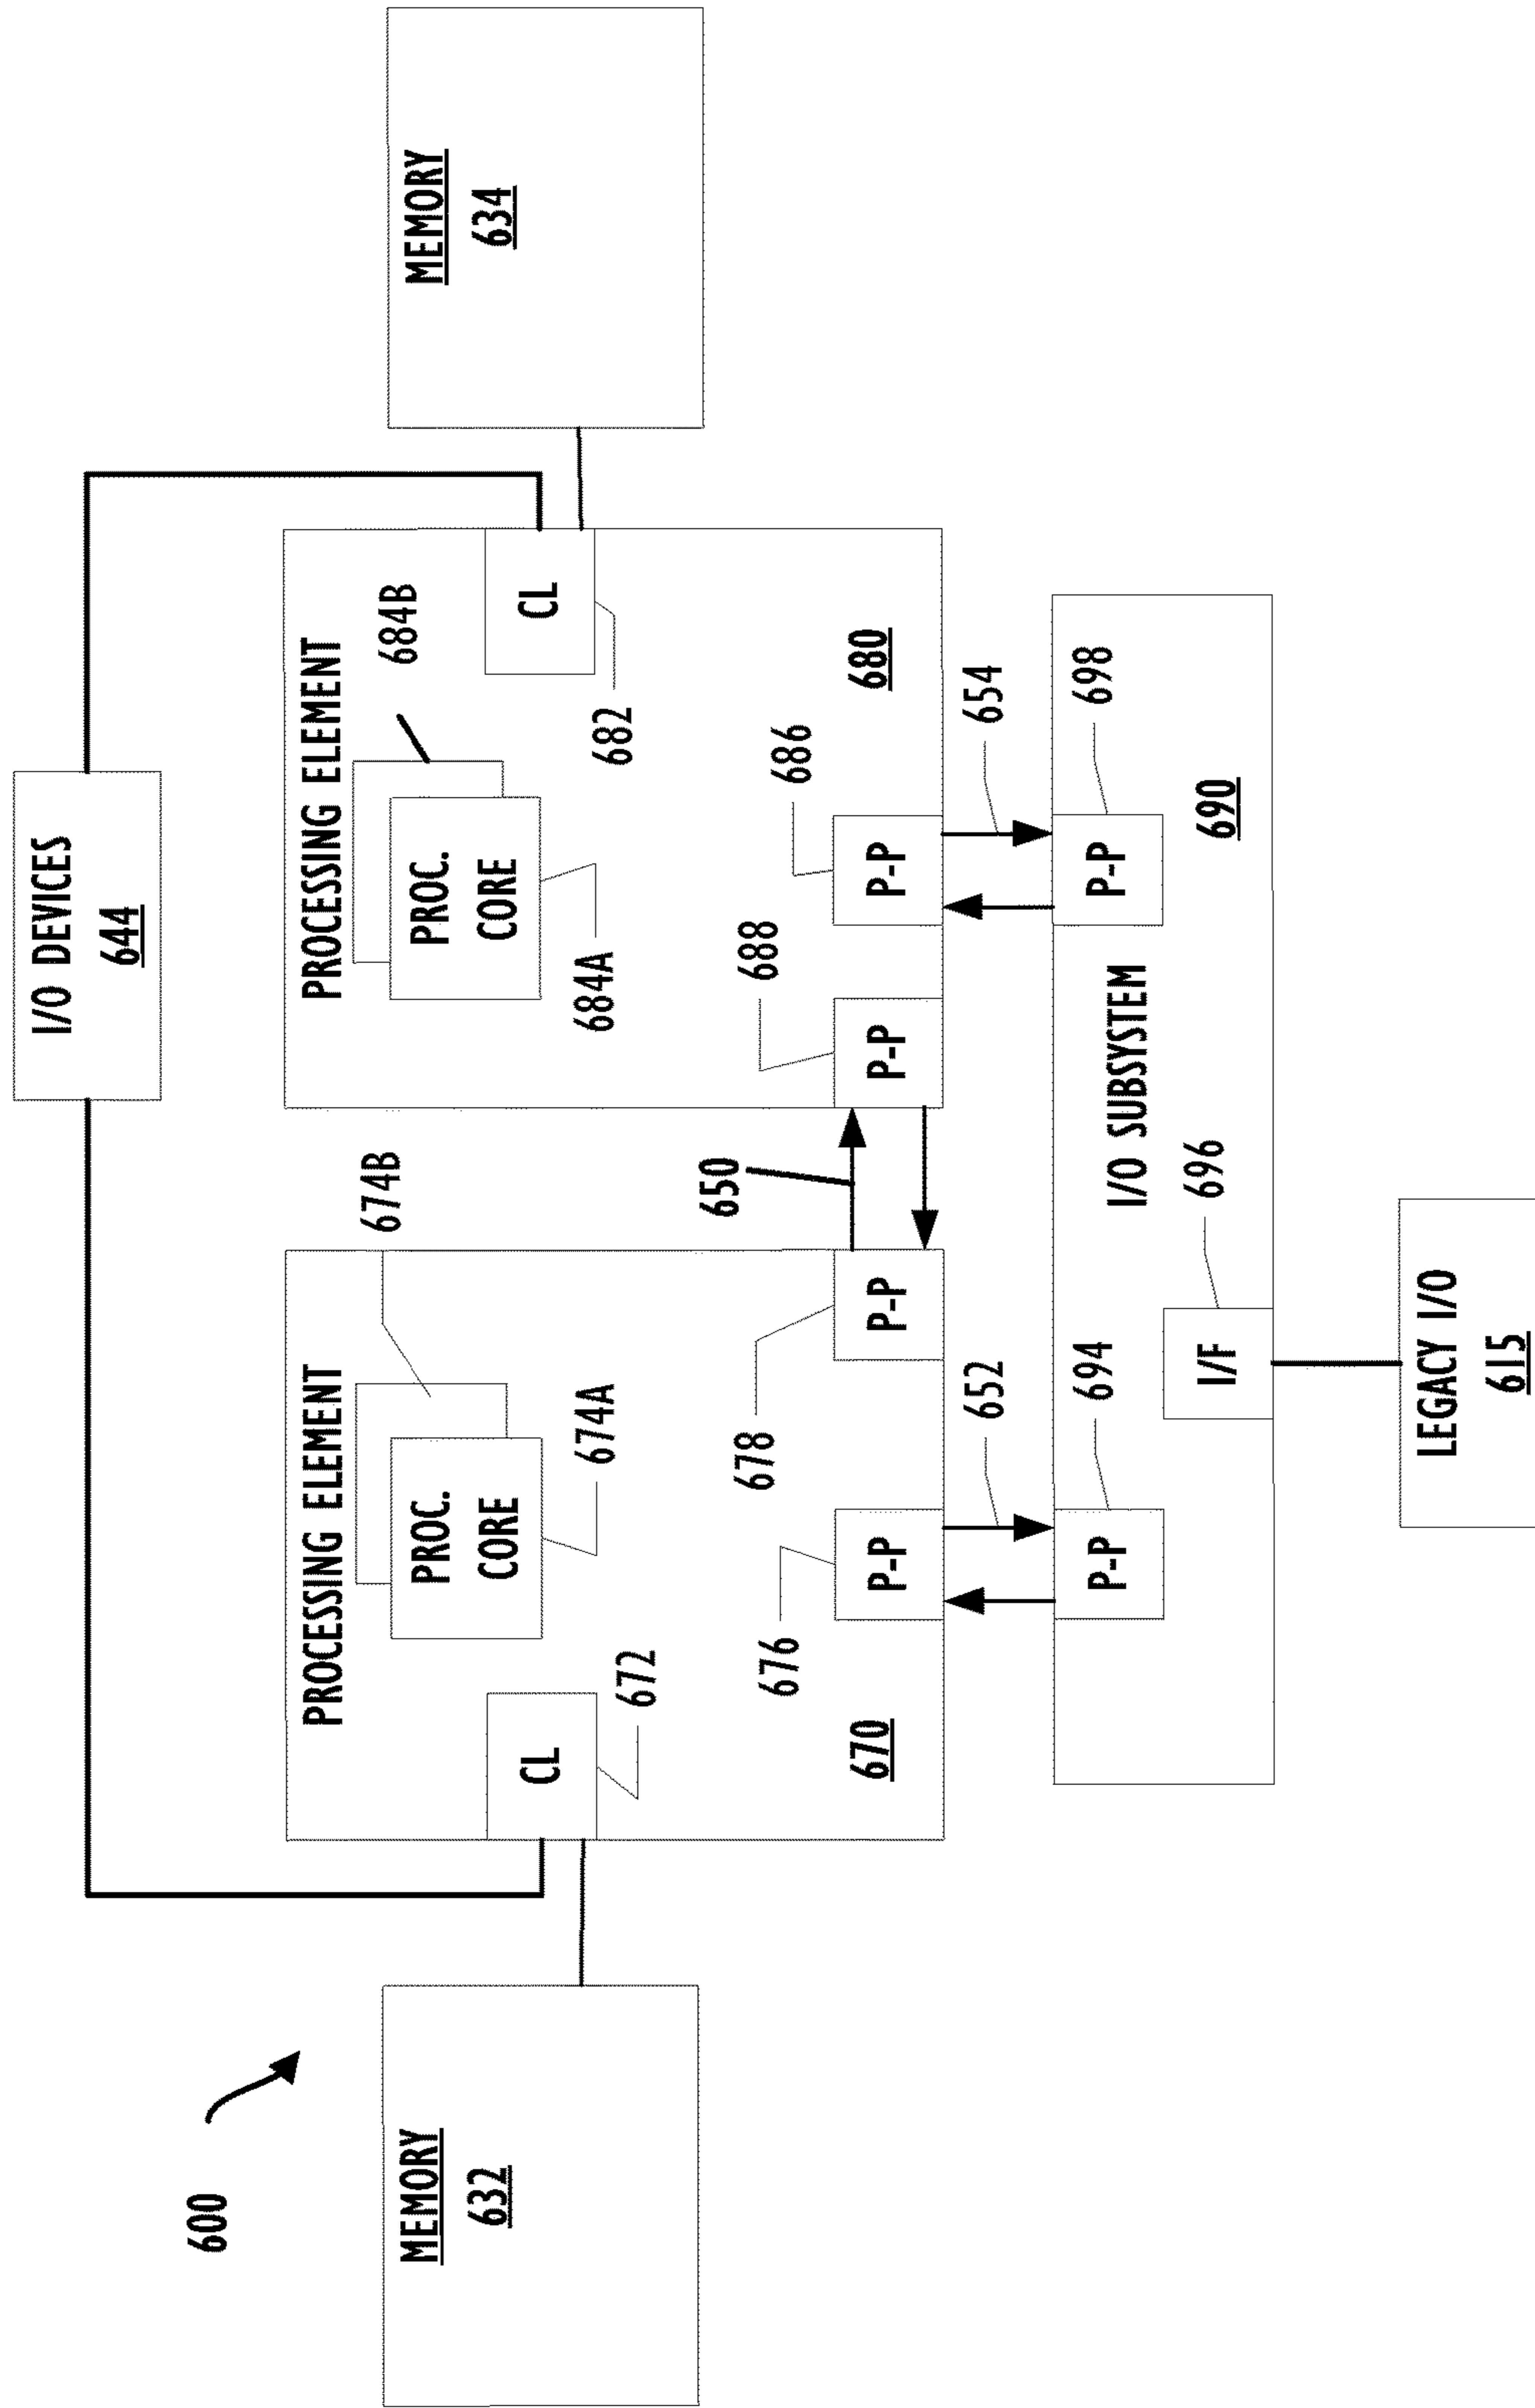 600
I/O DEVICES
644
MEMORY
632
PROCESSING ELEMENT
674B
PROC.
CORE
674A
CL
672
676
678
P-P
P-P
670
650
PROCESSING ELEMENT
684B
PROC.
CORE
684A
CL
682
688
686
P-P
P-P
680
MEMORY
634
652
654
694
P-P
I/O SUBSYSTEM
698
P-P
690
696
I/F
LEGACY I/O
615